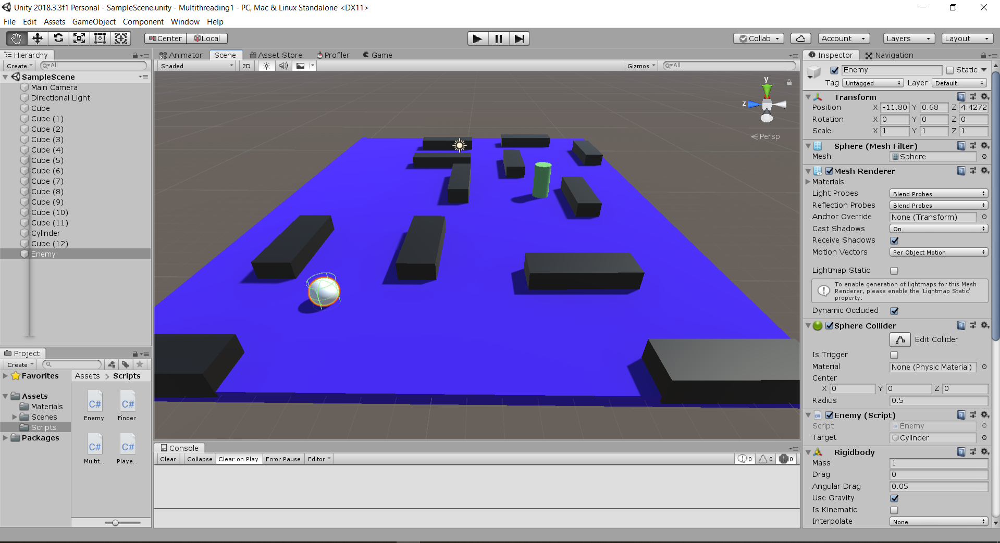 Unity 2018.3.3f1 Personal - SampleScene.unity - Multithreading1 - PC, Mac & Linux Standalone <DX11>
File Edit Assets GameObject Component Window Help
Center Local Collab Account Layers Layout
Hierarchy
Create All
SampleScene
Main Camera
Directional Light
Cube
Cube (1)
Cube (2)
Cube (3)
Cube (4)
Cube (5)
Cube (6)
Cube (7)
Cube (8)
Cube (9)
Cube (10)
Cube (11)
Cylinder
Cube (12)
Enemy
Animator Scene Asset Store Profiler Game
Shaded 2D Gizmos All
y
z
Persp
Project
Create
Favorites
Assets
Materials
Scenes
Scripts
Packages
Assets Scripts
C# C#
Enemy Finder
C# C#
Multit... Playe...
Console
Clear Collapse Clear on Play Error Pause Editor 0 0 0
Inspector Navigation
Enemy Static
Tag Untagged Layer Default
Transform
Position X -11.80 Y 0.68 Z 4.4272
Rotation X 0 Y 0 Z 0
Scale X 1 Y 1 Z 1
Sphere (Mesh Filter)
Mesh Sphere
Mesh Renderer
Materials
Light Probes Blend Probes
Reflection Probes Blend Probes
Anchor Override None (Transform)
Cast Shadows On
Receive Shadows
Motion Vectors Per Object Motion
Lightmap Static
To enable generation of lightmaps for this Mesh
Renderer, please enable the 'Lightmap Static'
property.
Dynamic Occluded
Sphere Collider
Edit Collider
Is Trigger
Material None (Physic Material)
Center
X 0 Y 0 Z 0
Radius 0.5
Enemy (Script)
Script Enemy
Target Cylinder
Rigidbody
Mass 1
Drag 0
Angular Drag 0.05
Use Gravity
Is Kinematic
Interpolate None